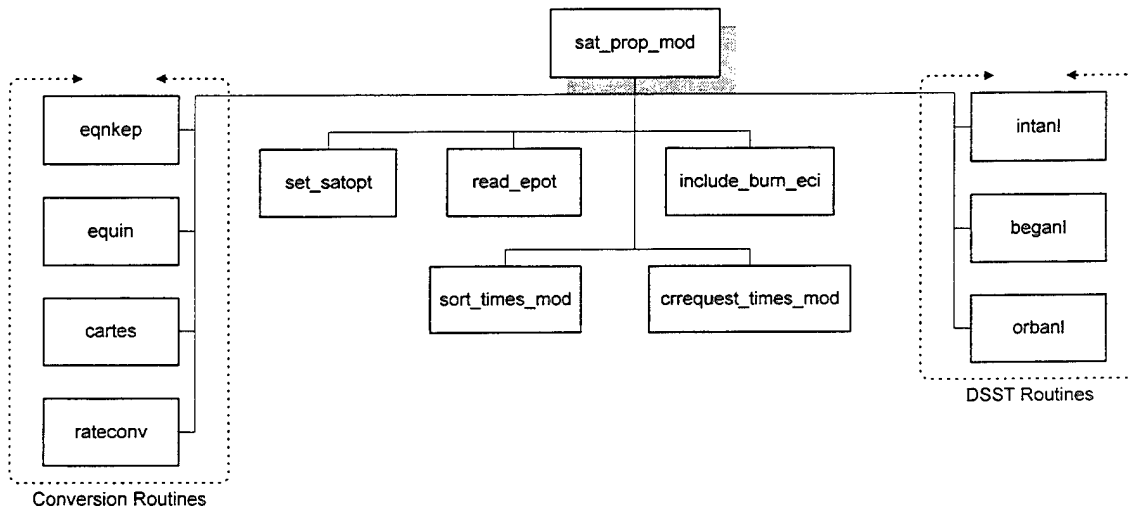 sat_prop_mod
eqnkep
equin
cartes
rateconv
Conversion Routines
set_satopt
read_epot
include_burn_eci
sort_times_mod
crrequest_times_mod
intanl
beganl
orbanl
DSST Routines